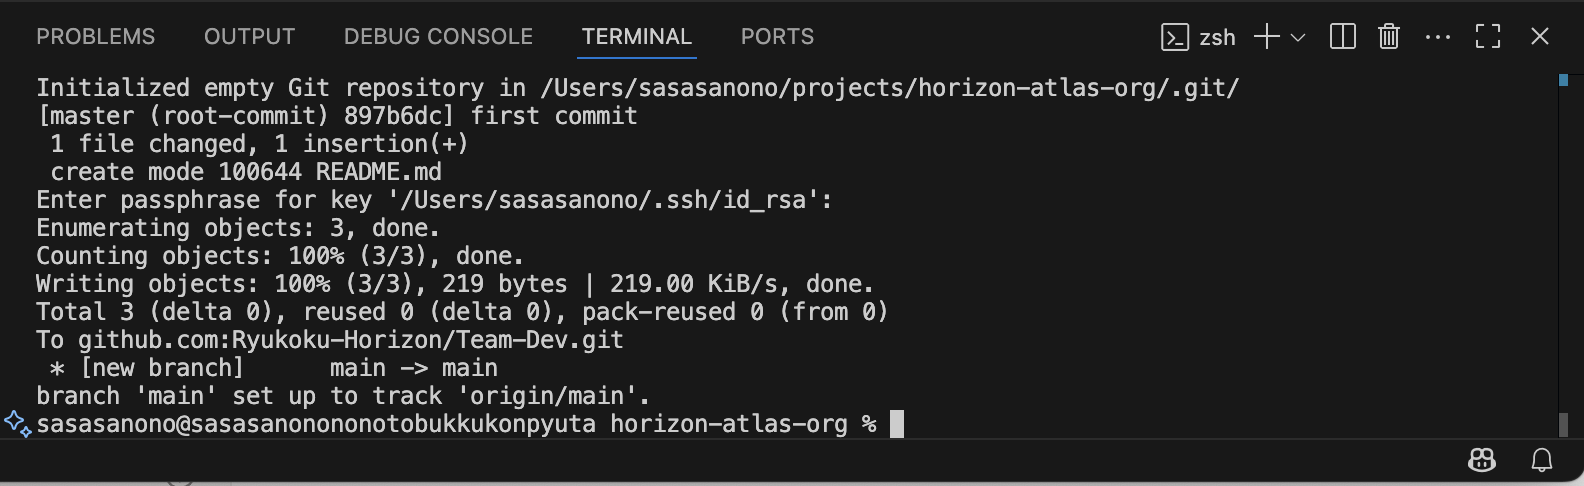 PROBLEMS OUTPUT DEBUG CONSOLE TERMINAL PORTS zsh
Initialized empty Git repository in /Users/sasasanono/projects/horizon-atlas-org/.git/
[master (root-commit) 897b6dc] first commit
 1 file changed, 1 insertion(+)
 create mode 100644 README.md
Enter passphrase for key '/Users/sasasanono/.ssh/id_rsa':
Enumerating objects: 3, done.
Counting objects: 100% (3/3), done.
Writing objects: 100% (3/3), 219 bytes | 219.00 KiB/s, done.
Total 3 (delta 0), reused 0 (delta 0), pack-reused 0 (from 0)
To github.com:Ryukoku-Horizon/Team-Dev.git
 * [new branch]      main -> main
branch 'main' set up to track 'origin/main'.
sasasanono@sasasanonononotobukkukonpyuta horizon-atlas-org %